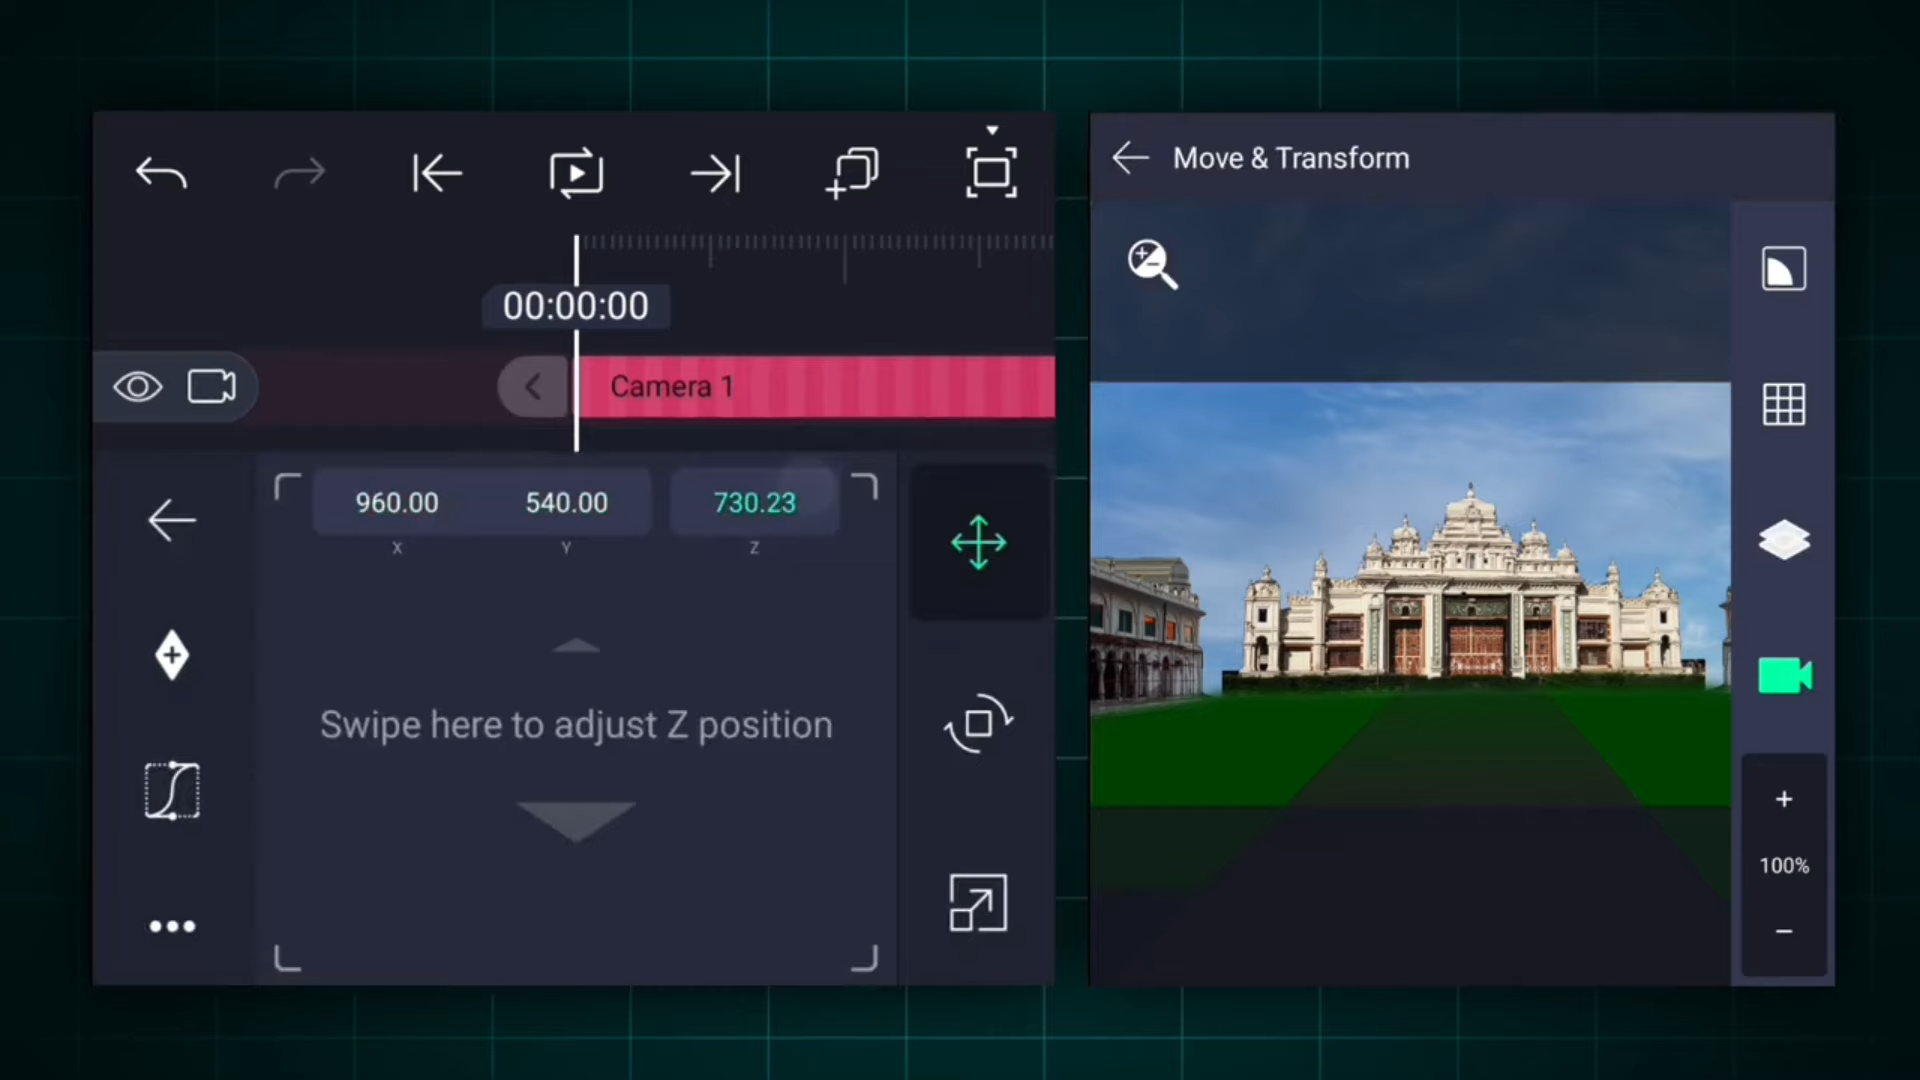 00:00:00
Camera 1
960.00 540.00 730.23
X Y Z
Swipe here to adjust Z position
Move & Transform
+
100%
−